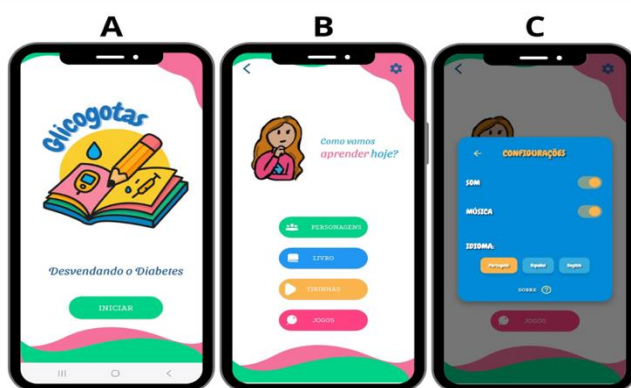 A
B
C
Glicogotas
Desvendando o Diabetes
INICIAR
Como vamos
aprender hoje?
PERSONAGENS
LIVRO
TIRINHAS
JOGOS
CONFIGURAÇÕES
SOM
MÚSICA
IDIOMA:
Português
Español
English
SOBRE
?
JOGOS